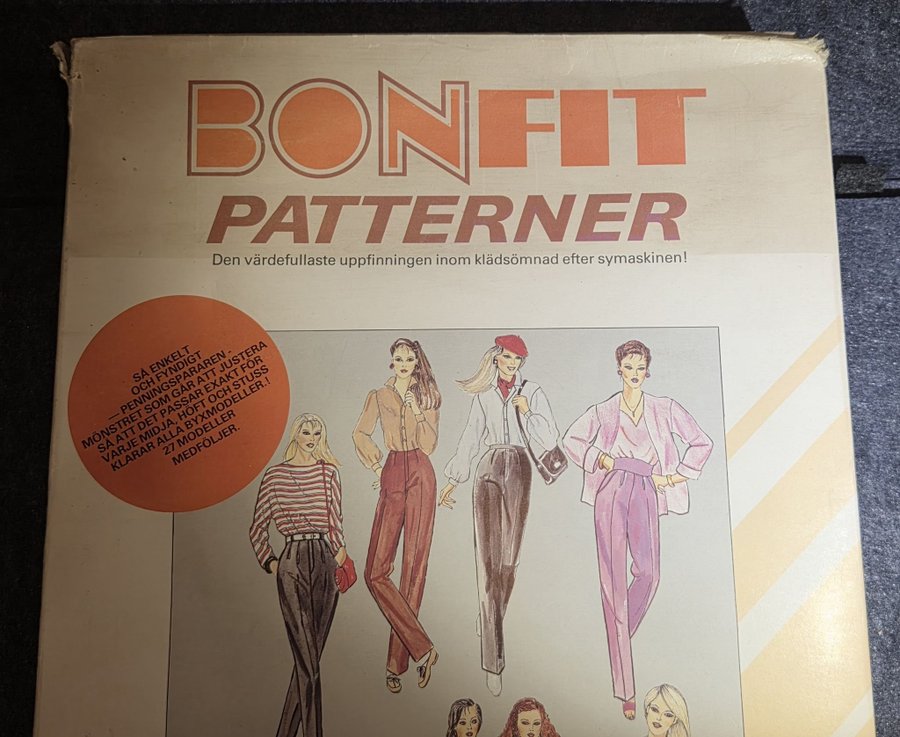 BONFIT
PATTERNER
Den värdefullaste uppfinningen inom klädsömnad efter symaskinen!
SÅ ENKELT
OCH FYNDIGT
— PENNINGSPARAREN.
MÖNSTRET SOM GÅR ATT JUSTERA
SÅ ATT DET PASSAR EXAKT FÖR
VARJE MIDJA, HÖFT OCH STUSS
KLARAR ALLA BYXMODELLER.!
27 MODELLER
MEDFÖLJER.